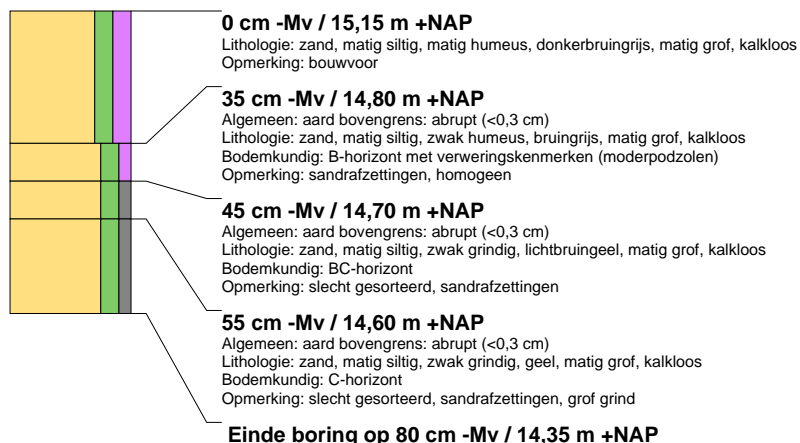 0 cm -Mv / 15,15 m +NAP
Lithologie: zand, matig siltig, matig humeus, donkerbruingrijs, matig grof, kalkloos
Opmerking: bouwvoor
35 cm -Mv / 14,80 m +NAP
Algemeen: aard bovengrens: abrupt (<0,3 cm)
Lithologie: zand, matig siltig, zwak humeus, bruingrijs, matig grof, kalkloos
Bodemkundig: B-horizont met verweringskenmerken (moderpodzolen)
Opmerking: sandrafzettingen, homogeen
45 cm -Mv / 14,70 m +NAP
Algemeen: aard bovengrens: abrupt (<0,3 cm)
Lithologie: zand, matig siltig, zwak grindig, lichtbruingeel, matig grof, kalkloos
Bodemkundig: BC-horizont
Opmerking: slecht gesorteerd, sandrafzettingen
55 cm -Mv / 14,60 m +NAP
Algemeen: aard bovengrens: abrupt (<0,3 cm)
Lithologie: zand, matig siltig, zwak grindig, geel, matig grof, kalkloos
Bodemkundig: C-horizont
Opmerking: slecht gesorteerd, sandrafzettingen, grof grind
Einde boring op 80 cm -Mv / 14,35 m +NAP